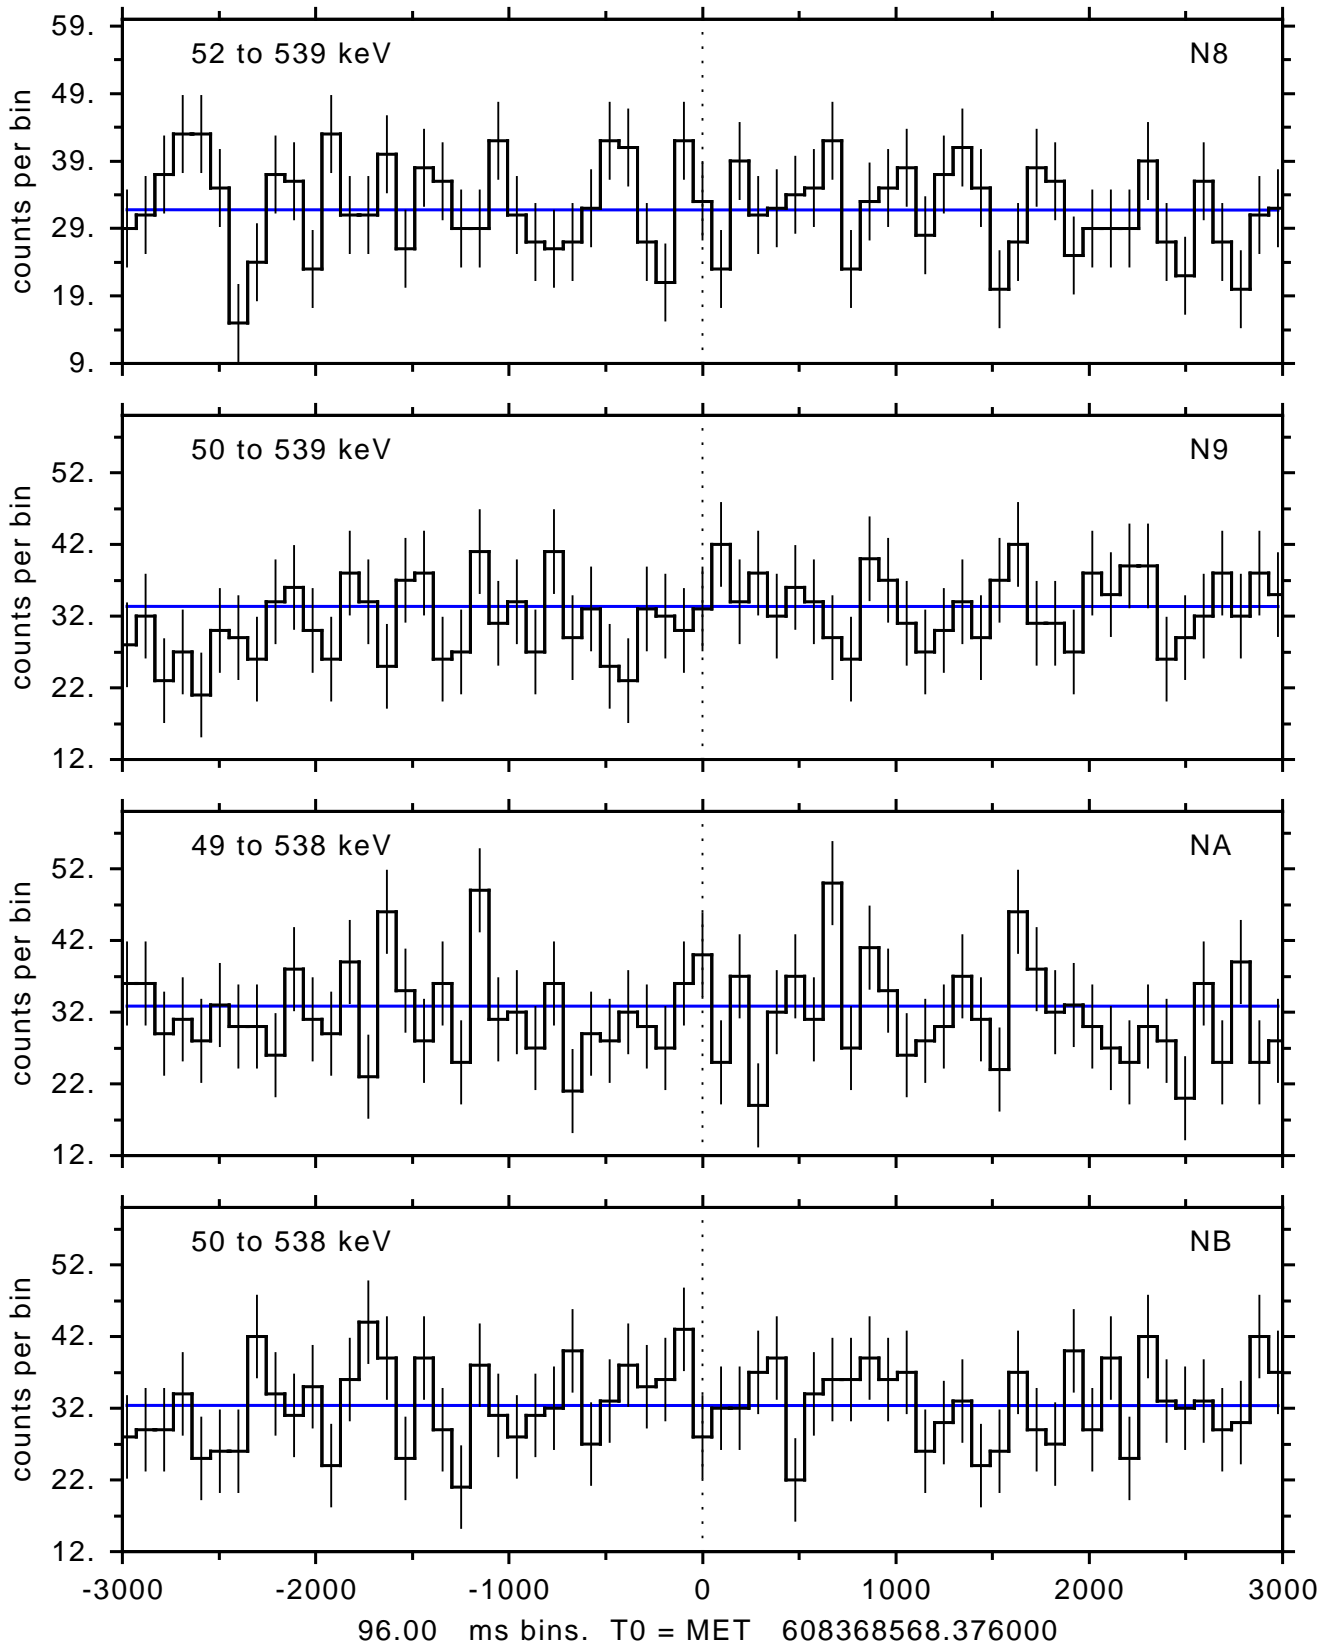 52 to 539 keV N8
59.
49.
39.
29.
19.
9.
counts per bin
50 to 539 keV N9
52.
42.
32.
22.
12.
counts per bin
49 to 538 keV NA
52.
42.
32.
22.
12.
counts per bin
50 to 538 keV NB
52.
42.
32.
22.
12.
counts per bin
-3000 -2000 -1000 0 1000 2000 3000
96.00 ms bins. T0 = MET 608368568.376000